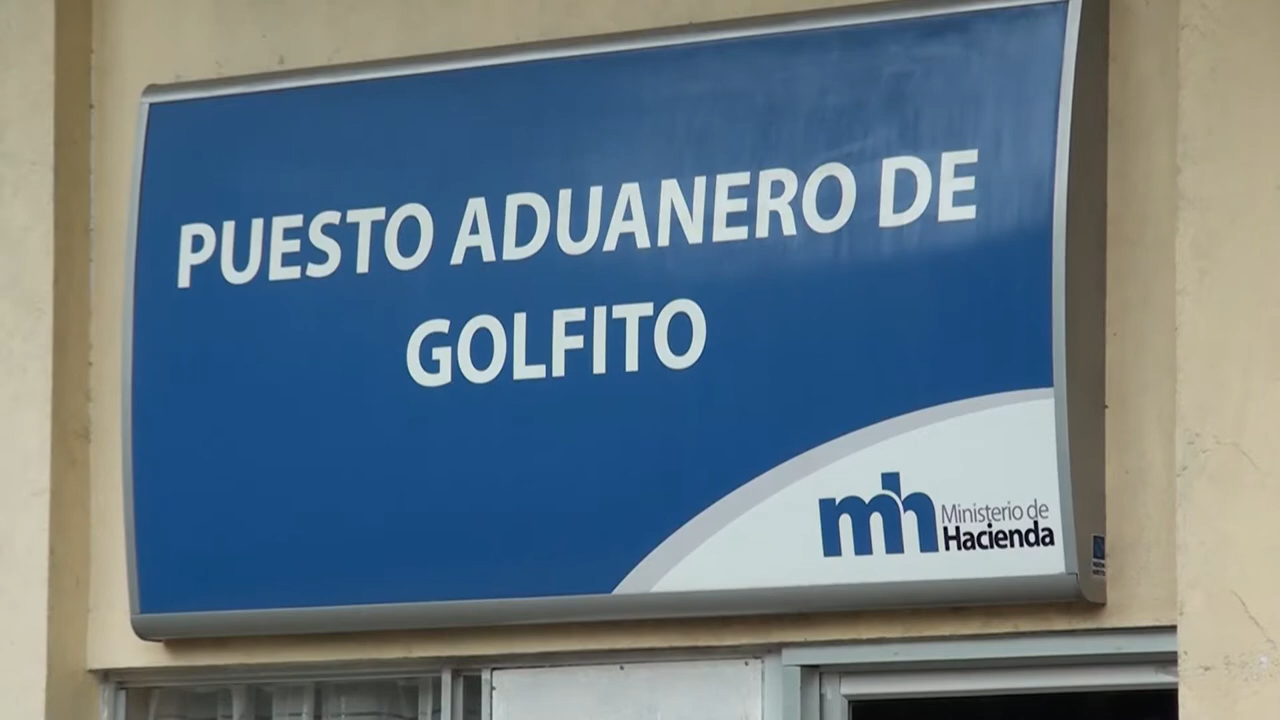 PUESTO ADUANERO DE
GOLFITO
mh
Ministerio de
Hacienda